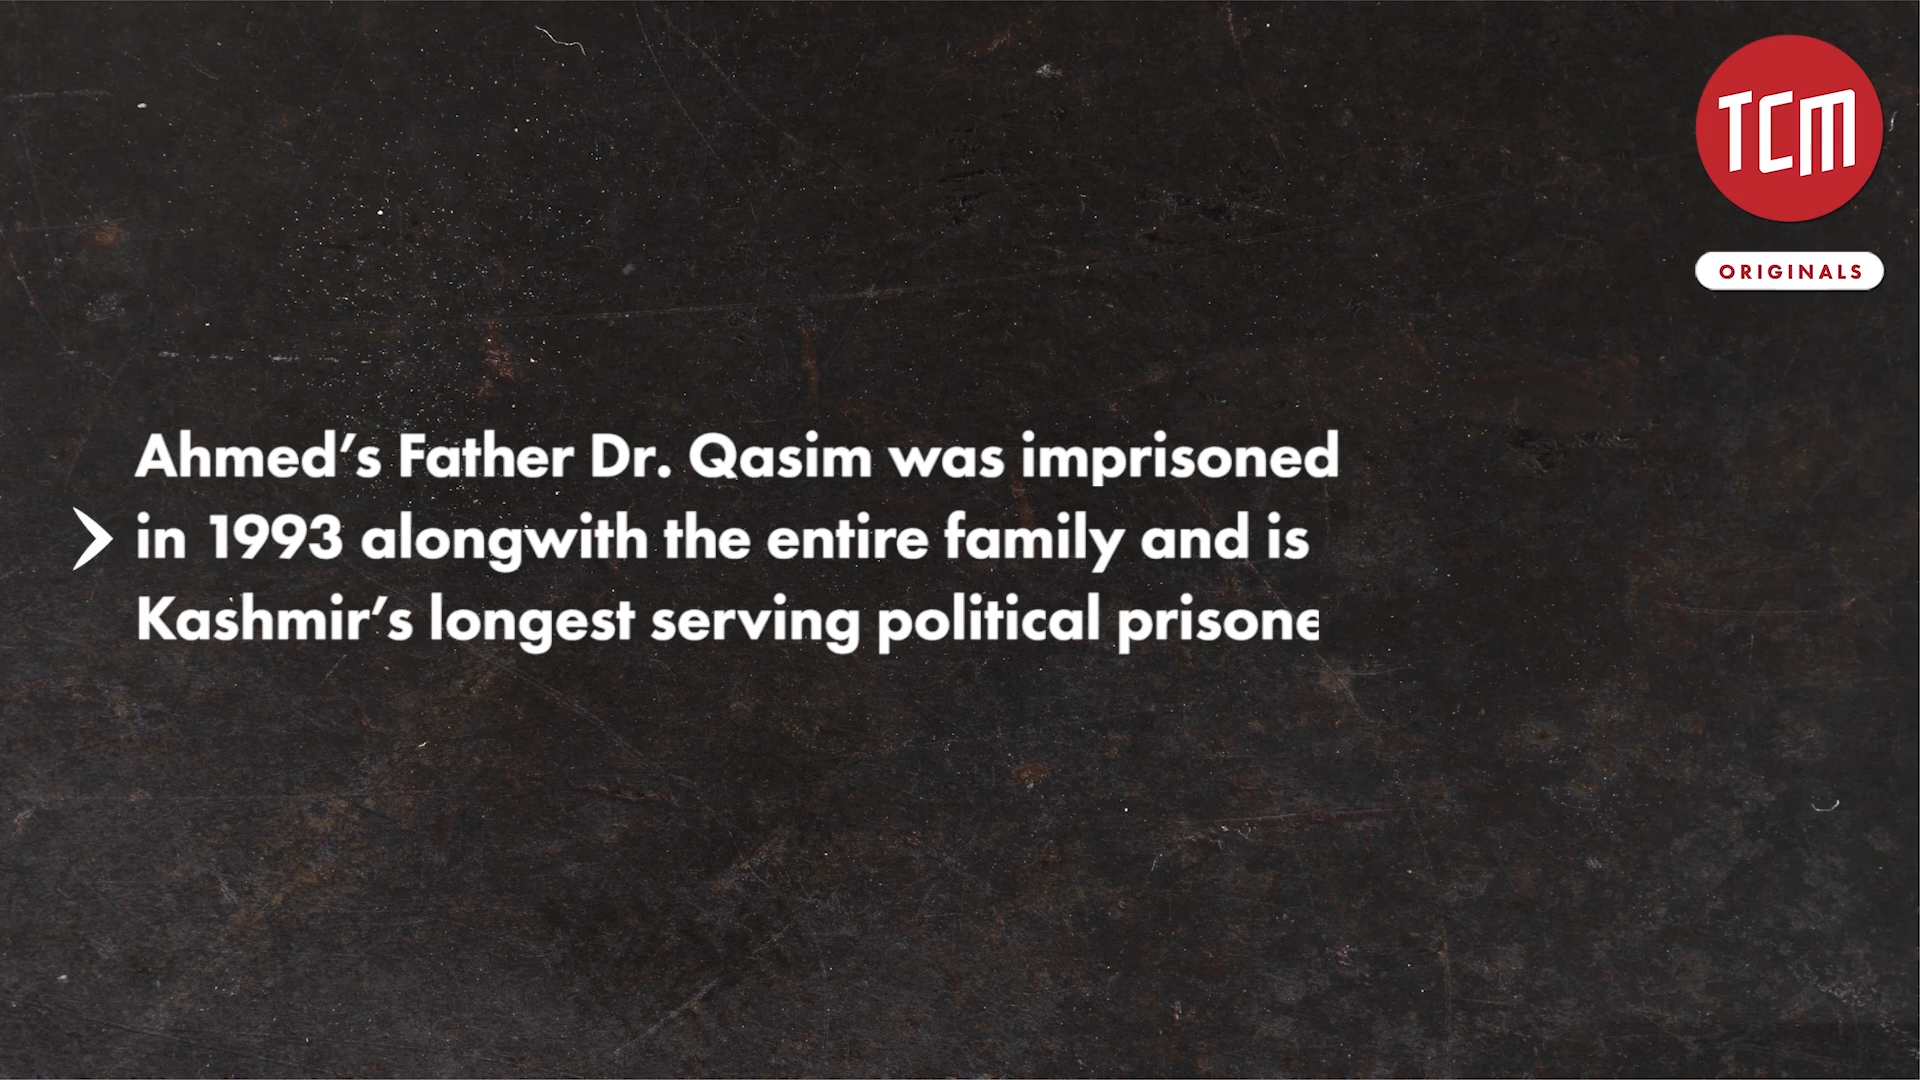 TCM
ORIGINALS
Ahmed’s Father Dr. Qasim was imprisoned
in 1993 alongwith the entire family and is
Kashmir’s longest serving political prisone